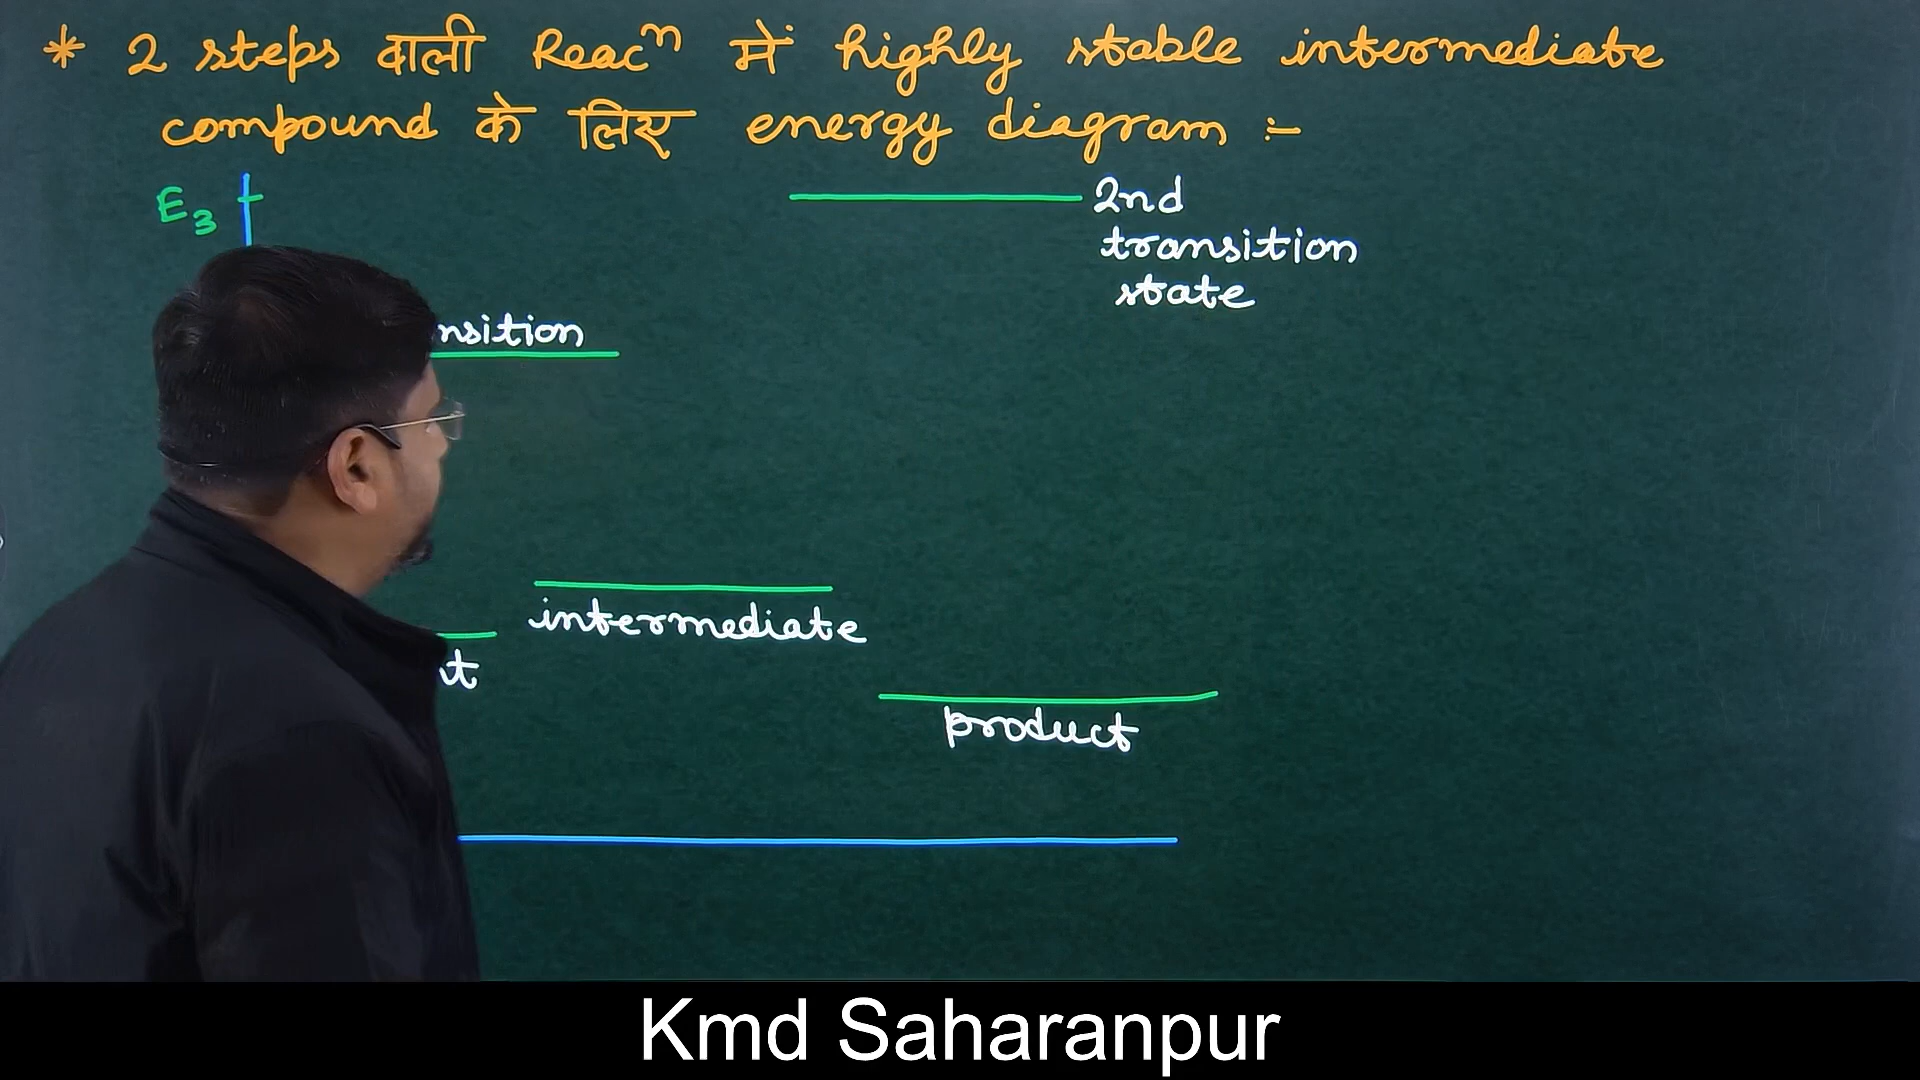 * 2 steps वाली Reacⁿ में highly stable intermediate
compound के लिए energy diagram :-
E3
2nd
transition
state
nsition
intermediate
t
product
Kmd Saharanpur